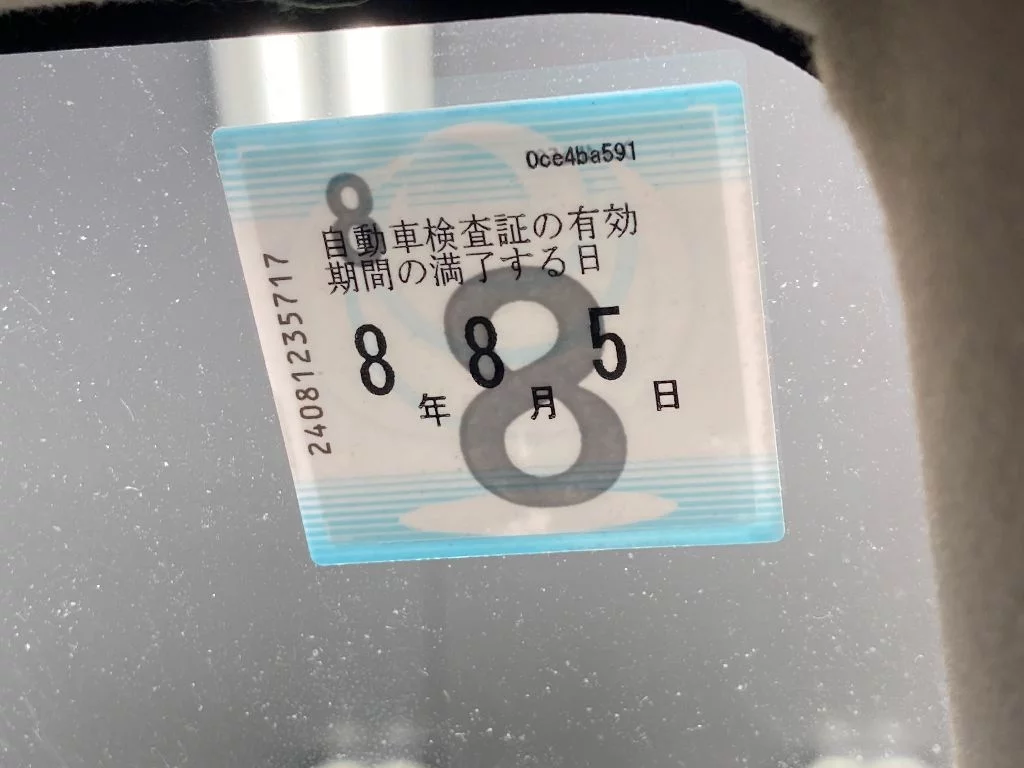 0ce4ba591
8
自動車検査証の有効
期間の満了する日
8年 8月 5日
8
24081235717